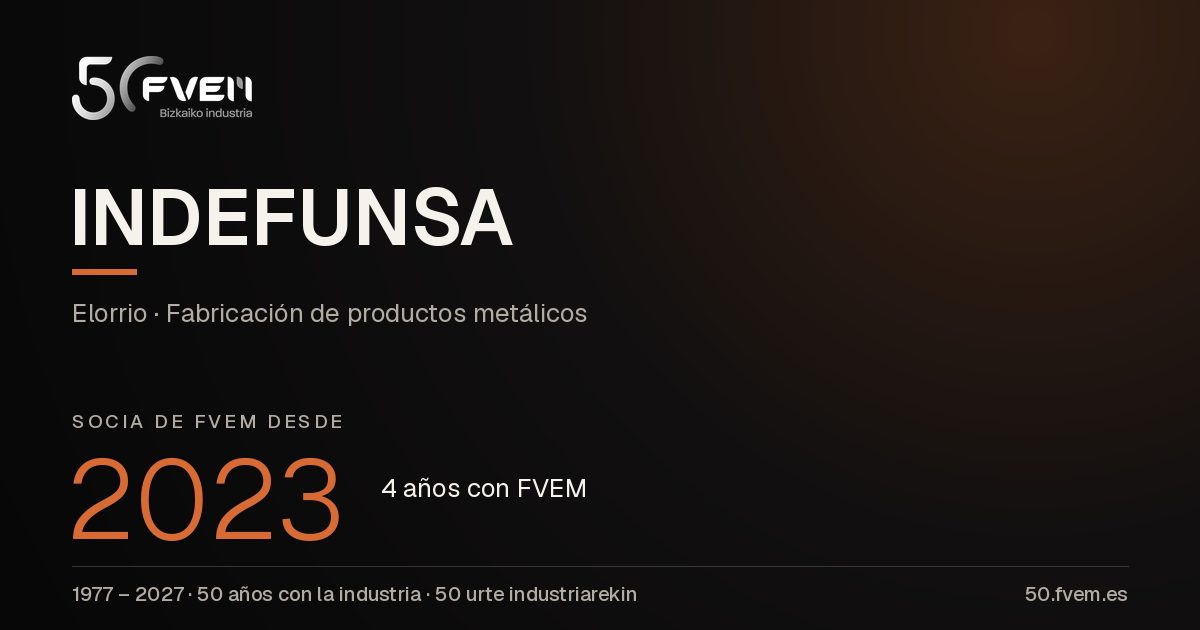 50 FVEM
Bizkaiko industria
INDEFUNSA
Elorrio · Fabricación de productos metálicos
SOCIA DE FVEM DESDE
2023
4 años con FVEM
1977 – 2027 · 50 años con la industria · 50 urte industriarekin
50.fvem.es